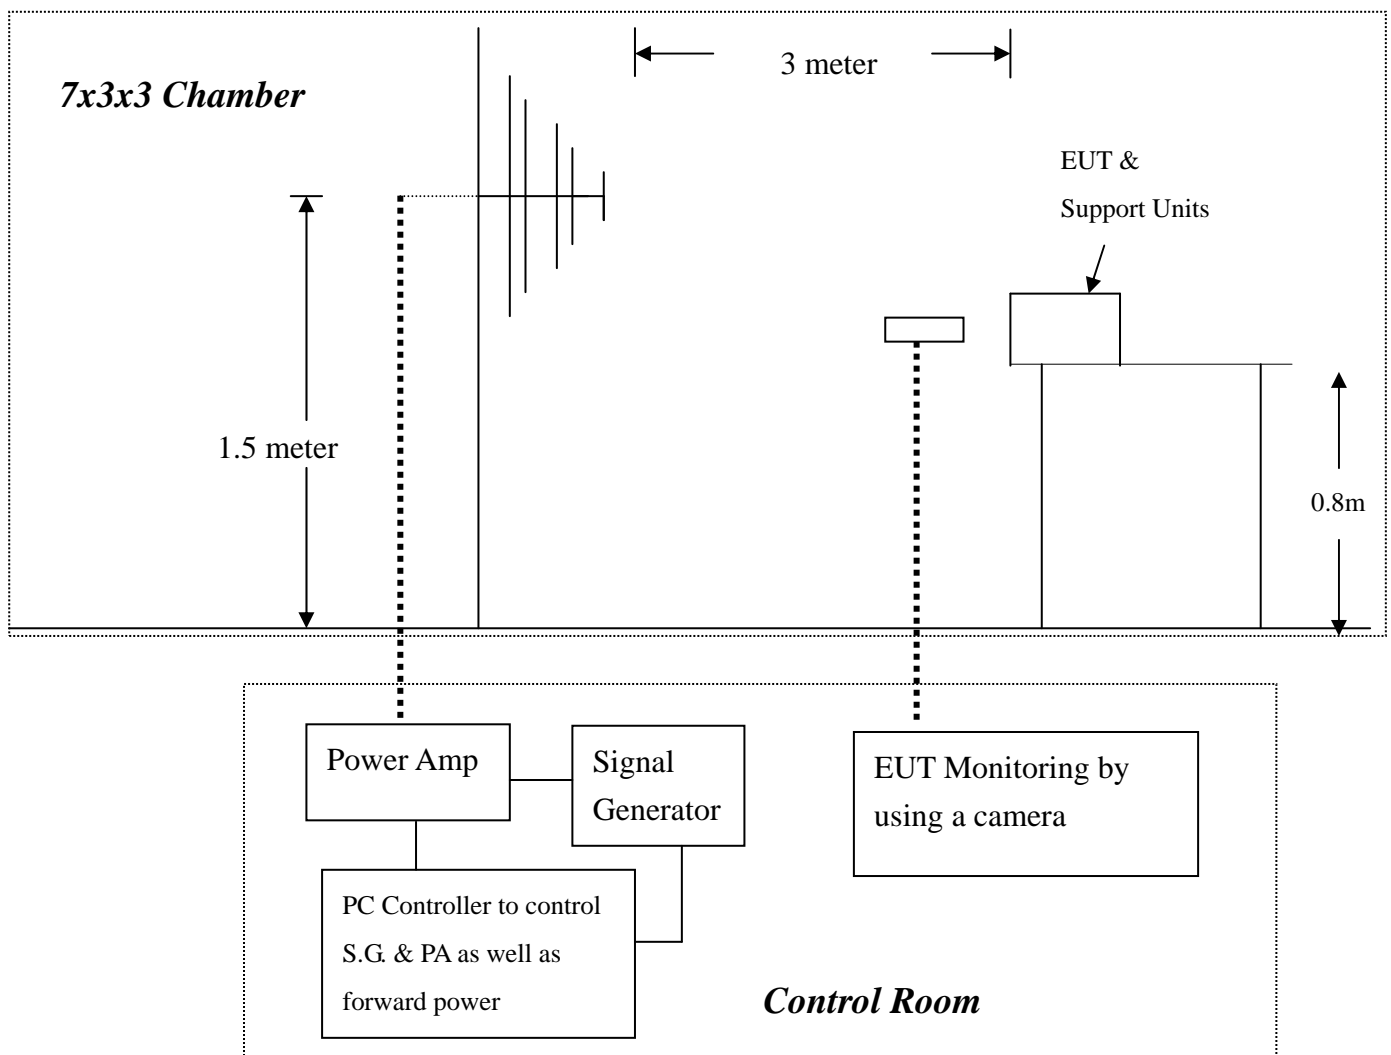 7x3x3 Chamber
3 meter
EUT &
Support Units
1.5 meter
0.8m
Power Amp
Signal
Generator
EUT Monitoring by
using a camera
PC Controller to control
S.G. & PA as well as
forward power
Control Room